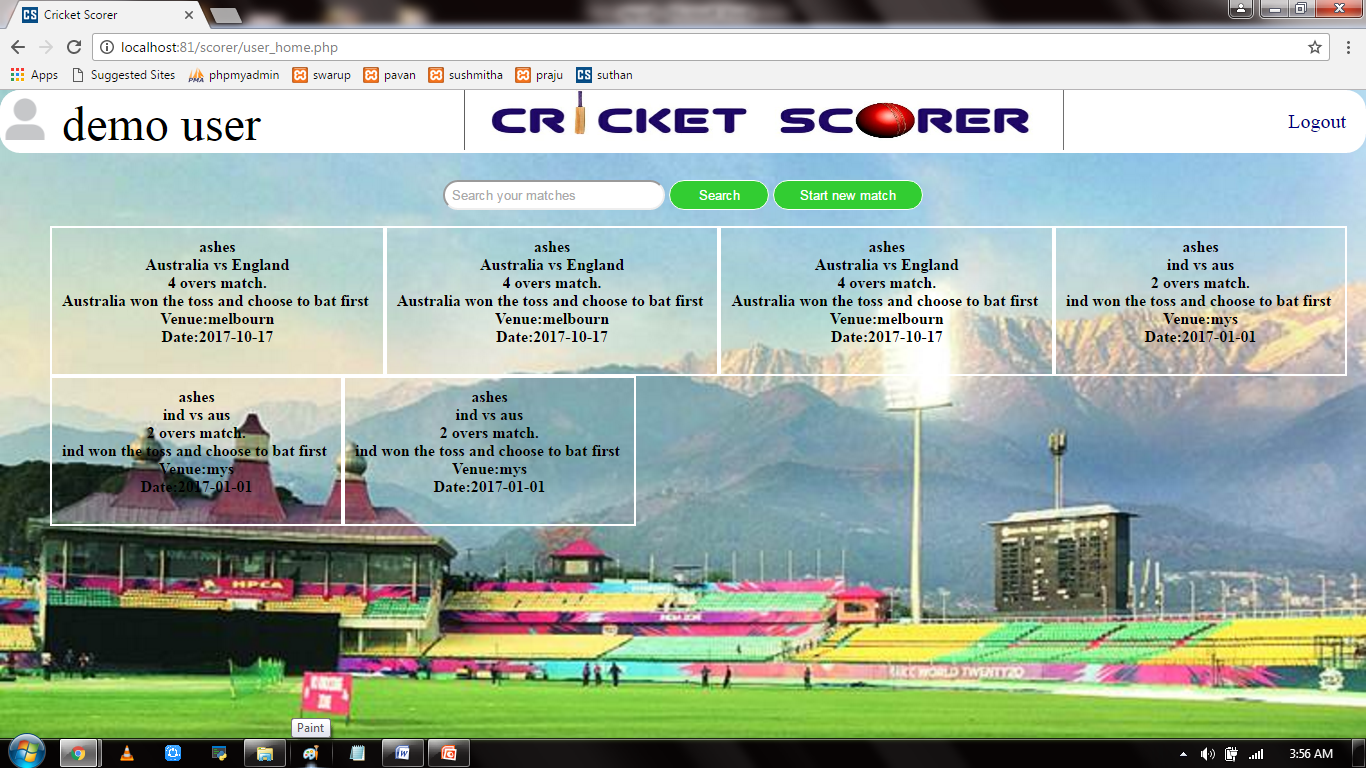 Cricket Scorer
localhost:81/scorer/user_home.php
Apps Suggested Sites phpmyadmin swarup pavan sushmitha praju suthan
demo user
CRICKET SCORER
Logout
Search your matches
Search
Start new match
ashes
Australia vs England
4 overs match.
Australia won the toss and choose to bat first
Venue:melbourn
Date:2017-10-17
ashes
Australia vs England
4 overs match.
Australia won the toss and choose to bat first
Venue:melbourn
Date:2017-10-17
ashes
Australia vs England
4 overs match.
Australia won the toss and choose to bat first
Venue:melbourn
Date:2017-10-17
ashes
ind vs aus
2 overs match.
ind won the toss and choose to bat first
Venue:mys
Date:2017-01-01
ashes
ind vs aus
2 overs match.
ind won the toss and choose to bat first
Venue:mys
Date:2017-01-01
ashes
ind vs aus
2 overs match.
ind won the toss and choose to bat first
Venue:mys
Date:2017-01-01
HPCA
WORLD TWENTY20
Paint
3:56 AM